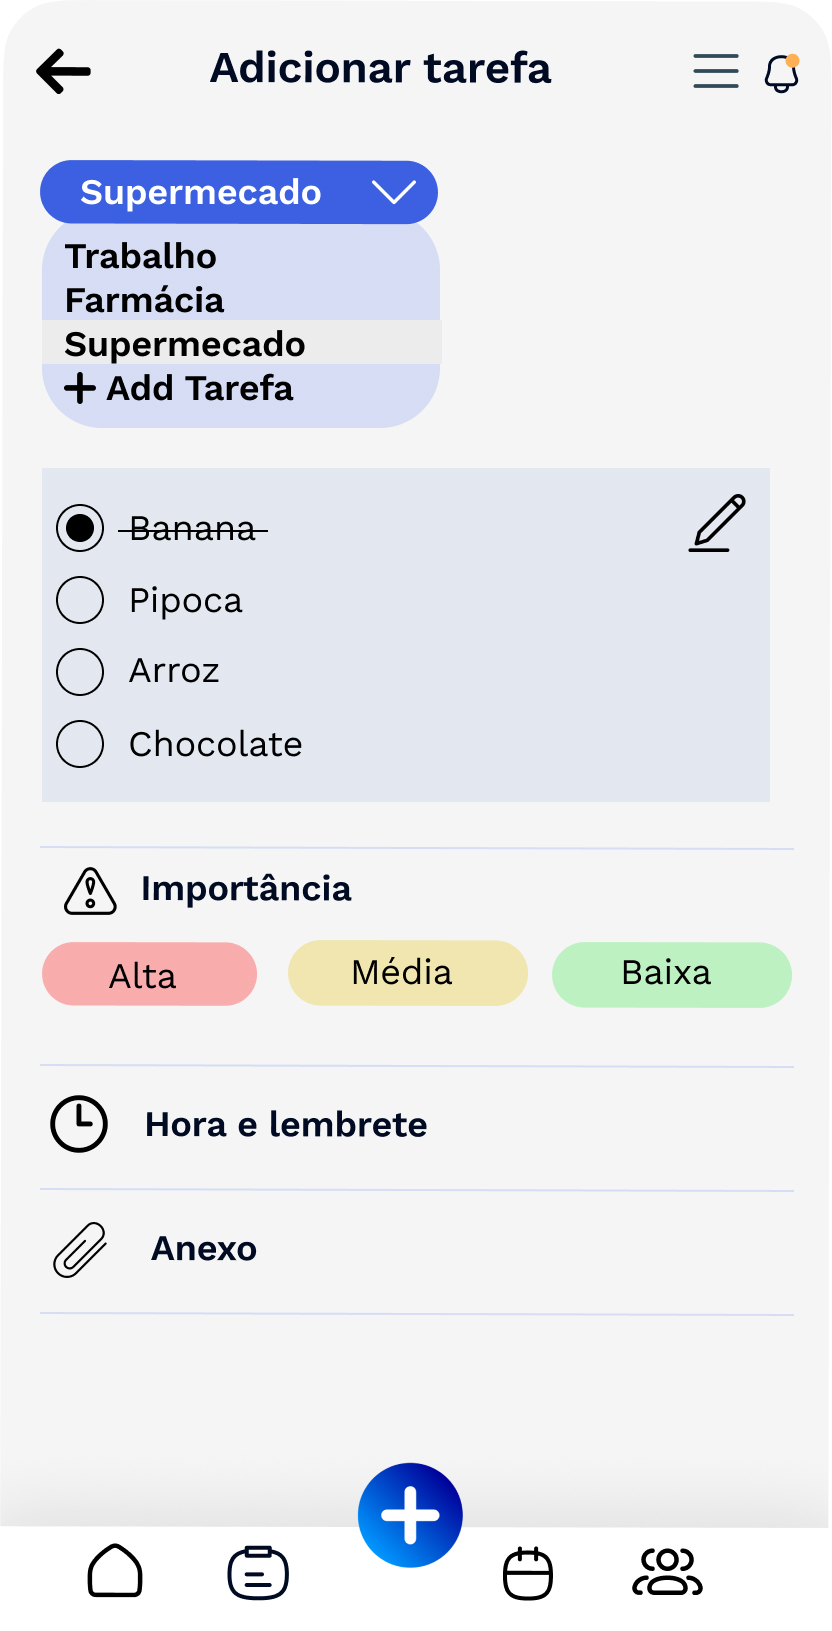 Adicionar tarefa
Supermecado
Trabalho
Farmácia
Supermecado
+ Add Tarefa
Banana
Pipoca
Arroz
Chocolate
Importância
Alta Média Baixa
Hora e lembrete
Anexo